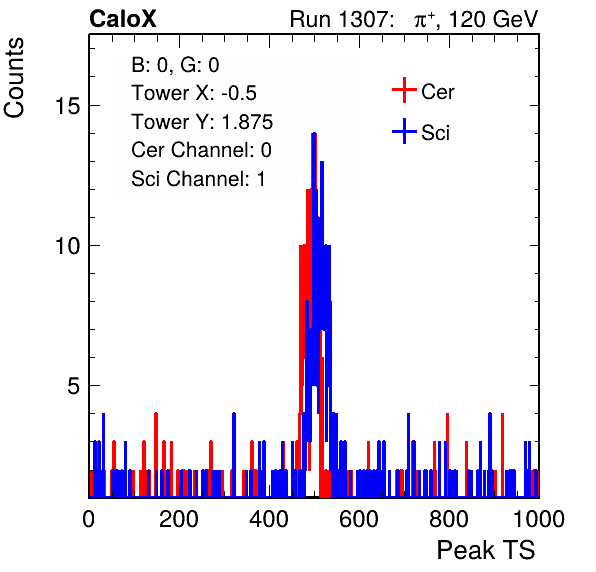 CaloX Run 1307: π⁺, 120 GeV
B: 0, G: 0
Tower X: -0.5
Tower Y: 1.875
Cer Channel: 0
Sci Channel: 1
Cer
Sci
Counts
15
10
5
0 200 400 600 800 1000
Peak TS